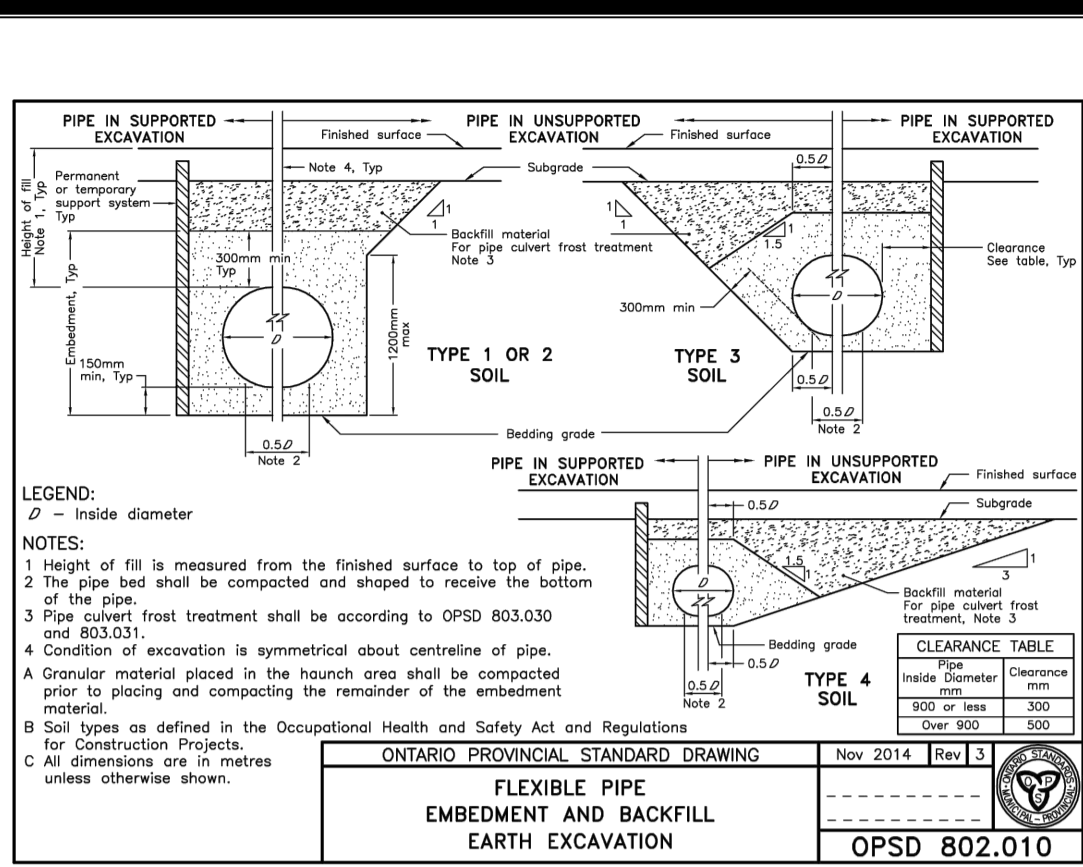 PIPE IN SUPPORTED
EXCAVATION
PIPE IN UNSUPPORTED
EXCAVATION
PIPE IN SUPPORTED
EXCAVATION
Finished surface
Finished surface
Height of fill
Note 1, Typ
Permanent
or temporary
support system
Typ
Note 4, Typ
Subgrade
0.5D
1
1
1
1
Backfill material
For pipe culvert frost treatment
Note 3
1
1.5
300mm min
Typ
Clearance
See table, Typ
Embedment, Typ
300mm min
D
D
1200mm
max
TYPE 1 OR 2
SOIL
TYPE 3
SOIL
150mm
min, Typ
0.5D
0.5D
Note 2
0.5D
Note 2
Bedding grade
PIPE IN SUPPORTED
EXCAVATION
PIPE IN UNSUPPORTED
EXCAVATION
Finished surface
Subgrade
0.5D
1.5
1
1
3
D
Backfill material
For pipe culvert frost
treatment, Note 3
Bedding grade
0.5D
0.5D
Note 2
TYPE 4
SOIL
LEGEND:
D – Inside diameter
NOTES:
1 Height of fill is measured from the finished surface to top of pipe.
2 The pipe bed shall be compacted and shaped to receive the bottom
of the pipe.
3 Pipe culvert frost treatment shall be according to OPSD 803.030
and 803.031.
4 Condition of excavation is symmetrical about centreline of pipe.
A Granular material placed in the haunch area shall be compacted
prior to placing and compacting the remainder of the embedment
material.
B Soil types as defined in the Occupational Health and Safety Act and Regulations
for Construction Projects.
C All dimensions are in metres
unless otherwise shown.
CLEARANCE TABLE
Pipe
Inside Diameter
mm
Clearance
mm
900 or less 300
Over 900 500
ONTARIO PROVINCIAL STANDARD DRAWING
Nov 2014 Rev 3
FLEXIBLE PIPE
EMBEDMENT AND BACKFILL
EARTH EXCAVATION
OPSD 802.010
ONTARIO STANDARDS
MUNICIPAL – PROVINCIAL
O P S